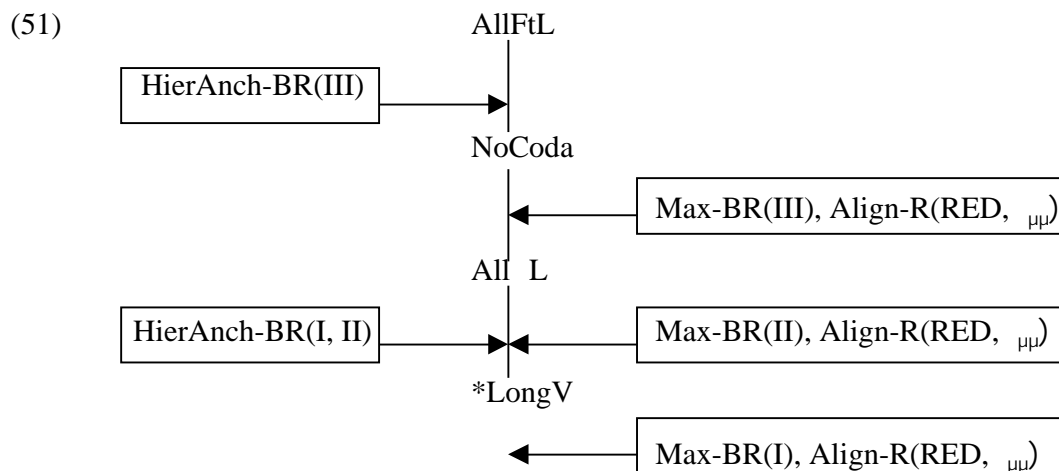 (51) AllFtL
HierAnch-BR(III)
NoCoda
Max-BR(III), Align-R(RED, μμ)
All L
HierAnch-BR(I, II) Max-BR(II), Align-R(RED, μμ)
*LongV
Max-BR(I), Align-R(RED, μμ)